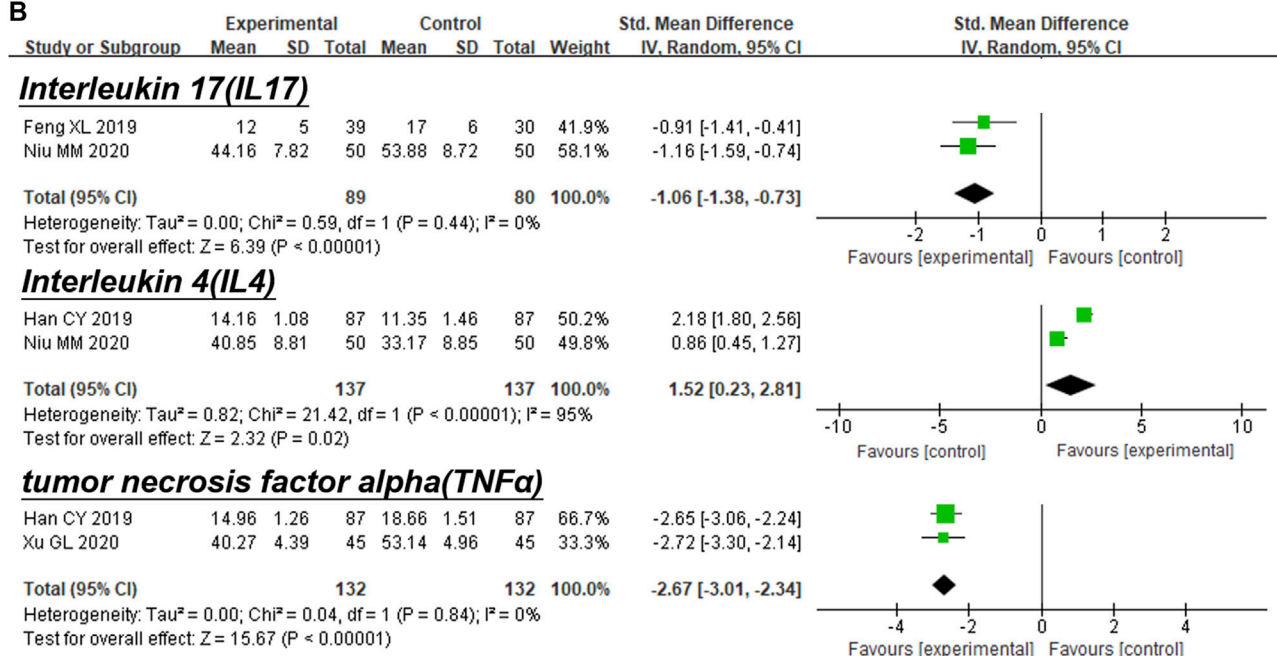 B
Experimental Control Std. Mean Difference Std. Mean Difference
Study or Subgroup Mean SD Total Mean SD Total Weight IV, Random, 95% CI IV, Random, 95% CI
Interleukin 17(IL17)
Feng XL 2019 12 5 39 17 6 30 41.9% -0.91 [-1.41, -0.41]
Niu MM 2020 44.16 7.82 50 53.88 8.72 50 58.1% -1.16 [-1.59, -0.74]
Total (95% CI) 89 80 100.0% -1.06 [-1.38, -0.73]
Heterogeneity: Tau² = 0.00; Chi² = 0.59, df = 1 (P = 0.44); I² = 0%
Test for overall effect: Z = 6.39 (P < 0.00001)
-2 -1 0 1 2
Favours [experimental] Favours [control]
Interleukin 4(IL4)
Han CY 2019 14.16 1.08 87 11.35 1.46 87 50.2% 2.18 [1.80, 2.56]
Niu MM 2020 40.85 8.81 50 33.17 8.85 50 49.8% 0.86 [0.45, 1.27]
Total (95% CI) 137 137 100.0% 1.52 [0.23, 2.81]
Heterogeneity: Tau² = 0.82; Chi² = 21.42, df = 1 (P < 0.00001); I² = 95%
Test for overall effect: Z = 2.32 (P = 0.02)
-10 -5 0 5 10
Favours [control] Favours [experimental]
tumor necrosis factor alpha(TNFα)
Han CY 2019 14.96 1.26 87 18.66 1.51 87 66.7% -2.65 [-3.06, -2.24]
Xu GL 2020 40.27 4.39 45 53.14 4.96 45 33.3% -2.72 [-3.30, -2.14]
Total (95% CI) 132 132 100.0% -2.67 [-3.01, -2.34]
Heterogeneity: Tau² = 0.00; Chi² = 0.04, df = 1 (P = 0.84); I² = 0%
Test for overall effect: Z = 15.67 (P < 0.00001)
-4 -2 0 2 4
Favours [experimental] Favours [control]